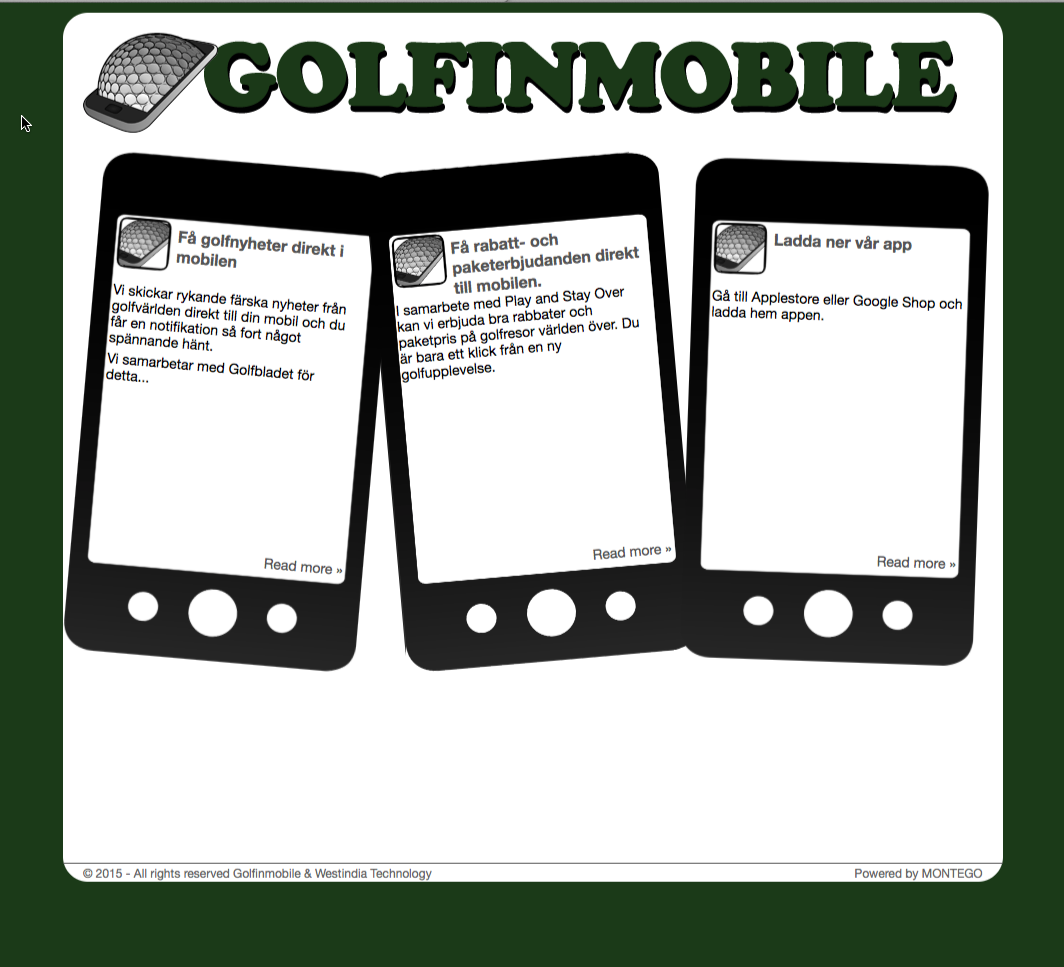 GOLFINMOBILE
Få golfnyheter direkt i
mobilen
Vi skickar rykande färska nyheter från
golfvärlden direkt till din mobil och du
får en notifikation så fort något
spännande hänt.
Vi samarbetar med Golfbladet för
detta...
Read more »
Få rabatt- och
paketerbjudanden direkt
till mobilen.
I samarbete med Play and Stay Over
kan vi erbjuda bra rabbater och
paketpris på golfresor världen över. Du
är bara ett klick från en ny
golfupplevelse.
Read more »
Ladda ner vår app
Gå till Applestore eller Google Shop och
ladda hem appen.
Read more »
© 2015 - All rights reserved Golfinmobile & Westindia Technology
Powered by MONTEGO